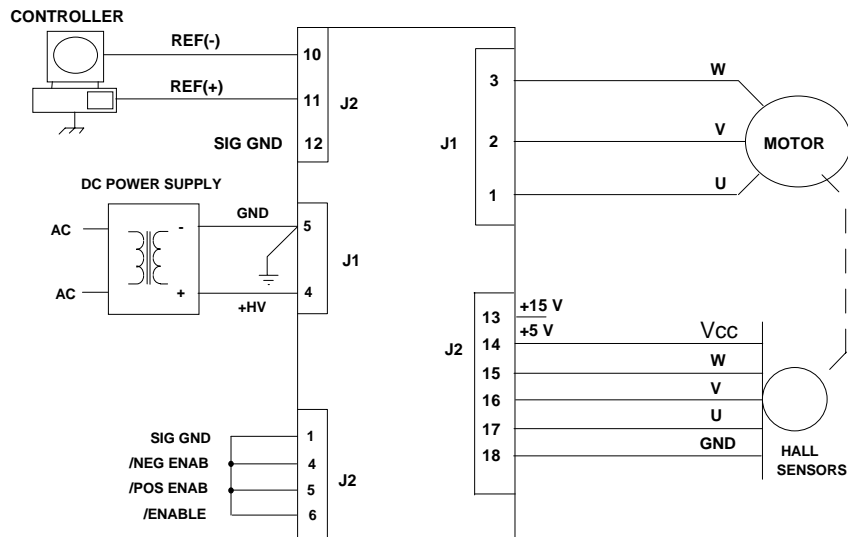 CONTROLLER
REF(-)
10
REF(+)
11
J2
SIG GND
12
3
W
J1
2
V
MOTOR
1
U
DC POWER SUPPLY
GND
5
AC
-
J1
AC
+
+HV
4
13
+15 V
+5 V
J2
14
Vcc
15
W
16
V
17
U
18
GND
HALL
SENSORS
SIG GND
1
/NEG ENAB
4
J2
/POS ENAB
5
/ENABLE
6